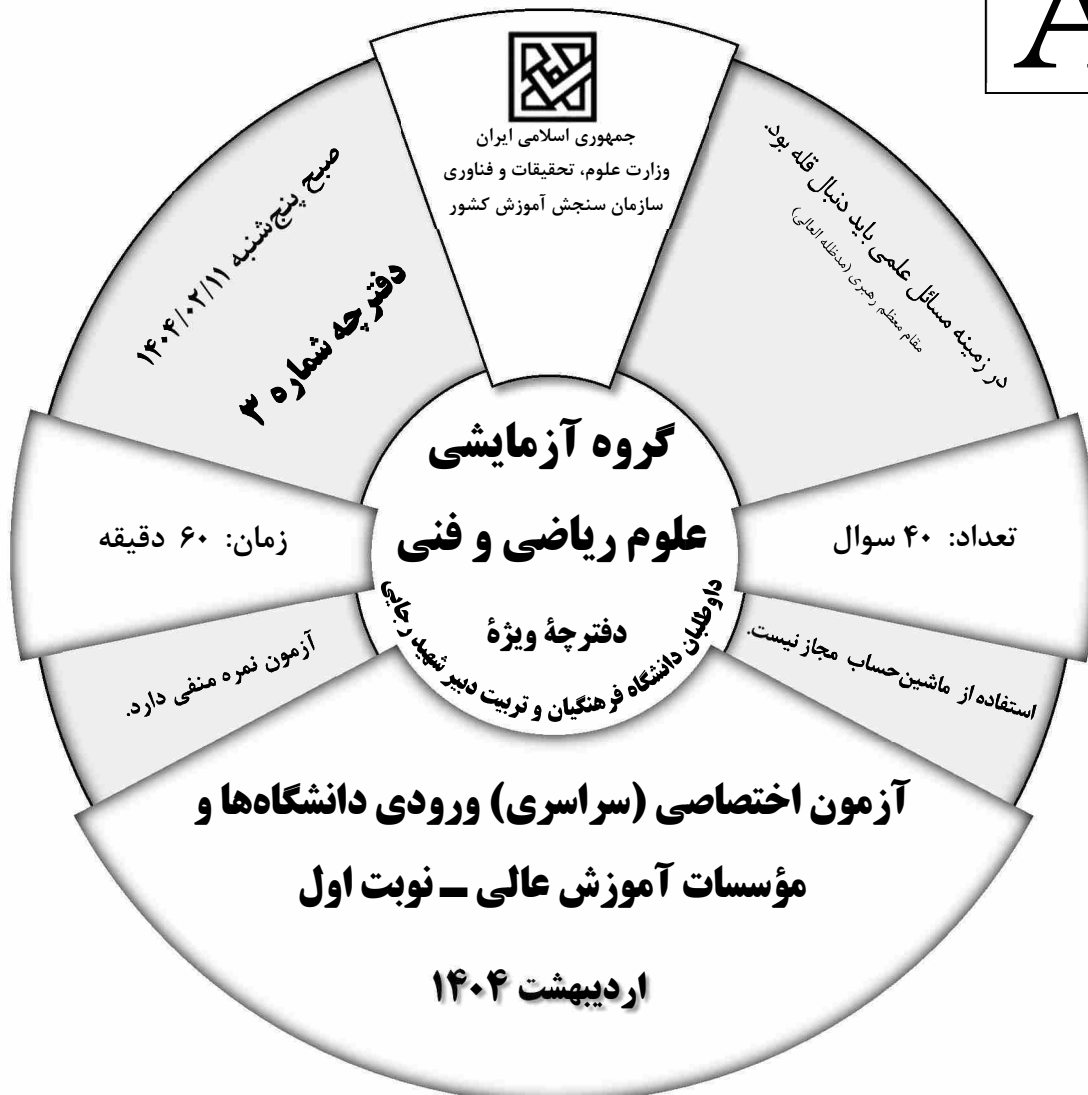 A
جمهوری اسلامی ایران
وزارت علوم، تحقیقات و فناوری
سازمان سنجش آموزش کشور
در زمینه مسائل علمی باید دنبال قله بود.
مقام معظم رهبری (مدظله العالی)
صبح پنج‌شنبه ۱۴۰۴/۰۲/۱۱
دفترچه شماره ۳
گروه آزمایشی
علوم ریاضی و فنی
دفترچهٔ ویژهٔ
داوطلبان دانشگاه فرهنگیان و تربیت دبیر شهید رجایی
تعداد: ۴۰ سوال
زمان: ۶۰ دقیقه
استفاده از ماشین‌حساب مجاز نیست.
آزمون نمره منفی دارد.
آزمون اختصاصی (سراسری) ورودی دانشگاه‌ها و
مؤسسات آموزش عالی ـ نوبت اول
اردیبهشت ۱۴۰۴